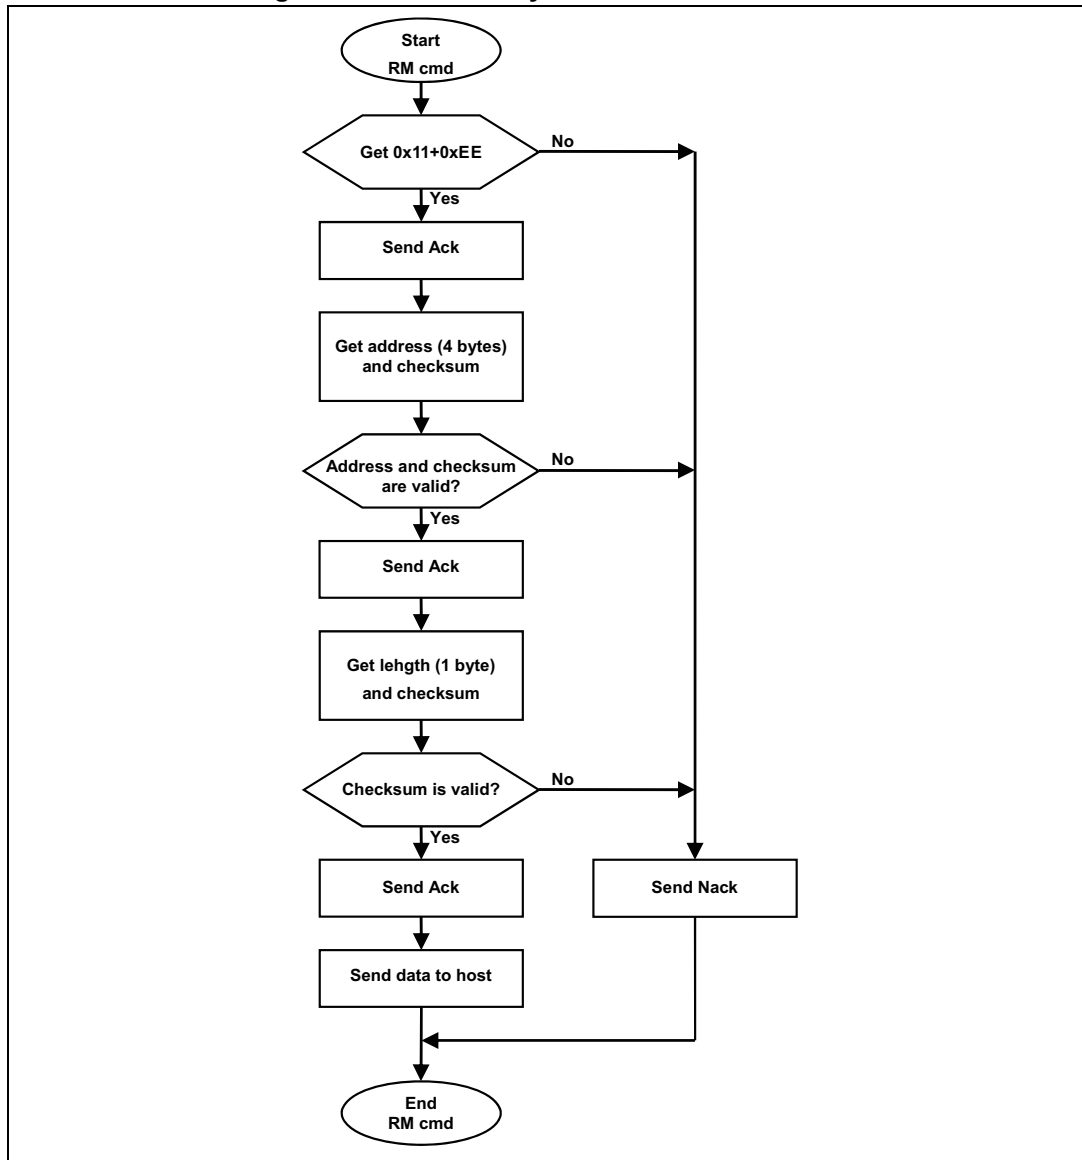 Start
RM cmd
Get 0x11+0xEE
No
Yes
Send Ack
Get address (4 bytes)
and checksum
Address and checksum
are valid?
No
Yes
Send Ack
Get lehgth (1 byte)
and checksum
Checksum is valid?
No
Yes
Send Ack
Send Nack
Send data to host
End
RM cmd